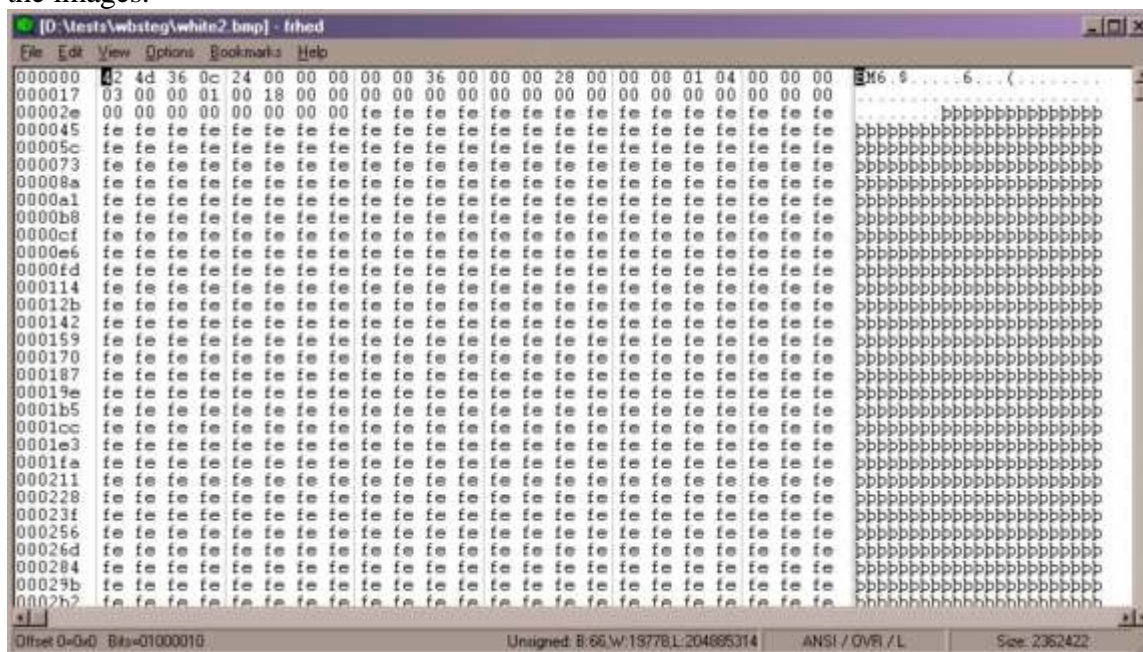 the images.
[D:\tests\wbsteg\white2.bmp] - frhed
File Edit View Options Bookmarks Help
000000 42 4d 36 0c 24 00 00 00 00 00 36 00 00 00 28 00 00 00 01 04 00 00 00 BM6.$.....6...(........
000017 03 00 00 01 00 18 00 00 00 00 00 00 00 00 00 00 00 00 00 00 00 00 00 .......................
00002e 00 00 00 00 00 00 00 00 fe fe fe fe fe fe fe fe fe fe fe fe fe fe fe ........þþþþþþþþþþþþþþþ
000045 fe fe fe fe fe fe fe fe fe fe fe fe fe fe fe fe fe fe fe fe fe fe fe þþþþþþþþþþþþþþþþþþþþþþþ
00005c fe fe fe fe fe fe fe fe fe fe fe fe fe fe fe fe fe fe fe fe fe fe fe þþþþþþþþþþþþþþþþþþþþþþþ
000073 fe fe fe fe fe fe fe fe fe fe fe fe fe fe fe fe fe fe fe fe fe fe fe þþþþþþþþþþþþþþþþþþþþþþþ
00008a fe fe fe fe fe fe fe fe fe fe fe fe fe fe fe fe fe fe fe fe fe fe fe þþþþþþþþþþþþþþþþþþþþþþþ
0000a1 fe fe fe fe fe fe fe fe fe fe fe fe fe fe fe fe fe fe fe fe fe fe fe þþþþþþþþþþþþþþþþþþþþþþþ
0000b8 fe fe fe fe fe fe fe fe fe fe fe fe fe fe fe fe fe fe fe fe fe fe fe þþþþþþþþþþþþþþþþþþþþþþþ
0000cf fe fe fe fe fe fe fe fe fe fe fe fe fe fe fe fe fe fe fe fe fe fe fe þþþþþþþþþþþþþþþþþþþþþþþ
0000e6 fe fe fe fe fe fe fe fe fe fe fe fe fe fe fe fe fe fe fe fe fe fe fe þþþþþþþþþþþþþþþþþþþþþþþ
0000fd fe fe fe fe fe fe fe fe fe fe fe fe fe fe fe fe fe fe fe fe fe fe fe þþþþþþþþþþþþþþþþþþþþþþþ
000114 fe fe fe fe fe fe fe fe fe fe fe fe fe fe fe fe fe fe fe fe fe fe fe þþþþþþþþþþþþþþþþþþþþþþþ
00012b fe fe fe fe fe fe fe fe fe fe fe fe fe fe fe fe fe fe fe fe fe fe fe þþþþþþþþþþþþþþþþþþþþþþþ
000142 fe fe fe fe fe fe fe fe fe fe fe fe fe fe fe fe fe fe fe fe fe fe fe þþþþþþþþþþþþþþþþþþþþþþþ
000159 fe fe fe fe fe fe fe fe fe fe fe fe fe fe fe fe fe fe fe fe fe fe fe þþþþþþþþþþþþþþþþþþþþþþþ
000170 fe fe fe fe fe fe fe fe fe fe fe fe fe fe fe fe fe fe fe fe fe fe fe þþþþþþþþþþþþþþþþþþþþþþþ
000187 fe fe fe fe fe fe fe fe fe fe fe fe fe fe fe fe fe fe fe fe fe fe fe þþþþþþþþþþþþþþþþþþþþþþþ
00019e fe fe fe fe fe fe fe fe fe fe fe fe fe fe fe fe fe fe fe fe fe fe fe þþþþþþþþþþþþþþþþþþþþþþþ
0001b5 fe fe fe fe fe fe fe fe fe fe fe fe fe fe fe fe fe fe fe fe fe fe fe þþþþþþþþþþþþþþþþþþþþþþþ
0001cc fe fe fe fe fe fe fe fe fe fe fe fe fe fe fe fe fe fe fe fe fe fe fe þþþþþþþþþþþþþþþþþþþþþþþ
0001e3 fe fe fe fe fe fe fe fe fe fe fe fe fe fe fe fe fe fe fe fe fe fe fe þþþþþþþþþþþþþþþþþþþþþþþ
0001fa fe fe fe fe fe fe fe fe fe fe fe fe fe fe fe fe fe fe fe fe fe fe fe þþþþþþþþþþþþþþþþþþþþþþþ
000211 fe fe fe fe fe fe fe fe fe fe fe fe fe fe fe fe fe fe fe fe fe fe fe þþþþþþþþþþþþþþþþþþþþþþþ
000228 fe fe fe fe fe fe fe fe fe fe fe fe fe fe fe fe fe fe fe fe fe fe fe þþþþþþþþþþþþþþþþþþþþþþþ
00023f fe fe fe fe fe fe fe fe fe fe fe fe fe fe fe fe fe fe fe fe fe fe fe þþþþþþþþþþþþþþþþþþþþþþþ
000256 fe fe fe fe fe fe fe fe fe fe fe fe fe fe fe fe fe fe fe fe fe fe fe þþþþþþþþþþþþþþþþþþþþþþþ
00026d fe fe fe fe fe fe fe fe fe fe fe fe fe fe fe fe fe fe fe fe fe fe fe þþþþþþþþþþþþþþþþþþþþþþþ
000284 fe fe fe fe fe fe fe fe fe fe fe fe fe fe fe fe fe fe fe fe fe fe fe þþþþþþþþþþþþþþþþþþþþþþþ
00029b fe fe fe fe fe fe fe fe fe fe fe fe fe fe fe fe fe fe fe fe fe fe fe þþþþþþþþþþþþþþþþþþþþþþþ
0002b2 fe fe fe fe fe fe fe fe fe fe fe fe fe fe fe fe fe fe fe fe fe fe fe þþþþþþþþþþþþþþþþþþþþþþþ
Offset 0=0x0 Bits=01000010 Unsigned: B:66,W:19778,L:204885314 ANSI / OVR / L Size: 2362422